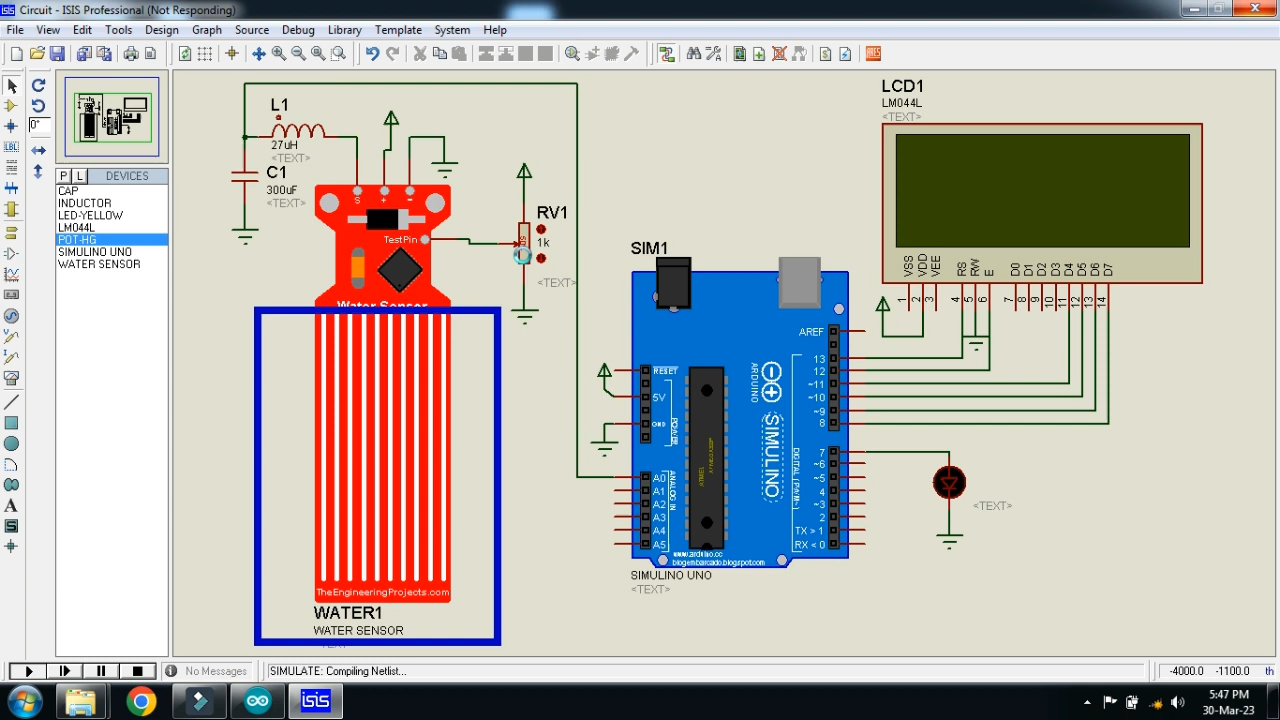 Circuit - ISIS Professional (Not Responding)
File View Edit Tools Design Graph Source Debug Library Template System Help
0°
P L DEVICES
CAP
INDUCTOR
LED-YELLOW
LM044L
POT-HG
SIMULINO UNO
WATER SENSOR
L1
27uH
<TEXT>
C1
300uF
<TEXT>
S + -
TestPin
Water Sensor
TheEngineeringProjects.com
WATER1
WATER SENSOR
RV1
1k
<TEXT>
SIM1
AREF
RESET
5V
GND
POWER
13
12
~11
~10
~9
8
7
~6
~5
4
~3
2
TX > 1
RX < 0
A0
A1
A2
A3
A4
A5
ANALOG IN
ARDUINO
SIMULINO
www.arduino.cc
blogembarcado.blogspot.com
SIMULINO UNO
<TEXT>
LCD1
LM044L
<TEXT>
VSS VDD VEE RS RW E D0 D1 D2 D3 D4 D5 D6 D7
1 2 3 4 5 6 7 8 9 10 11 12 13 14
<TEXT>
No Messages
SIMULATE: Compiling Netlist...
-4000.0 -1100.0 th
isis
5:47 PM
30-Mar-23